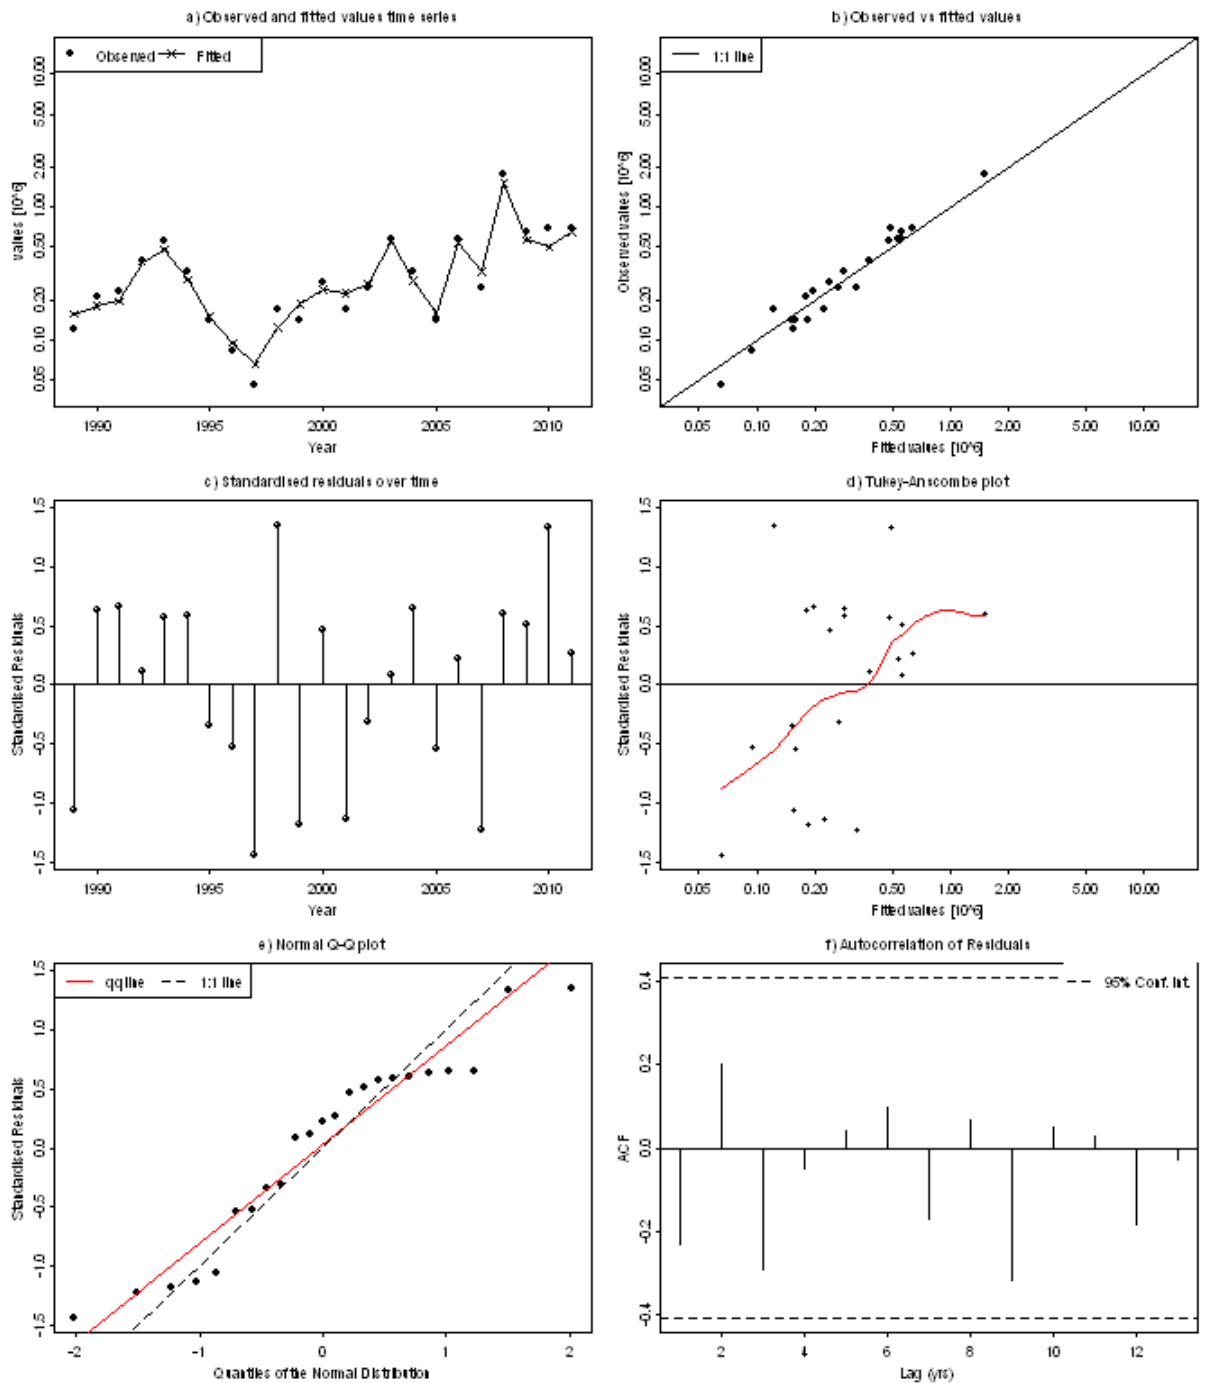 a) Observed and fitted values time series
Observed Fitted
values [10^6]
0.05 0.10 0.20 0.50 1.00 2.00 5.00 10.00
1990 1995 2000 2005 2010
Year
b) Observed vs fitted values
1:1 line
Observed values [10^6]
0.05 0.10 0.20 0.50 1.00 2.00 5.00 10.00
0.05 0.10 0.20 0.50 1.00 2.00 5.00 10.00
Fitted values [10^6]
c) Standardised residuals over time
Standardised Residuals
-1.5 -1.0 -0.5 0.0 0.5 1.0 1.5
1990 1995 2000 2005 2010
Year
d) Tukey-Anscombe plot
Standardised Residuals
-1.5 -1.0 -0.5 0.0 0.5 1.0 1.5
0.05 0.10 0.20 0.50 1.00 2.00 5.00 10.00
Fitted values [10^6]
e) Normal Q-Q plot
qq line 1:1 line
Standardised Residuals
-1.5 -1.0 -0.5 0.0 0.5 1.0 1.5
-2 -1 0 1 2
Quantiles of the Normal Distribution
f) Autocorrelation of Residuals
95% Conf. Int.
ACF
-0.4 -0.2 0.0 0.2 0.4
2 4 6 8 10 12
Lag (yrs)